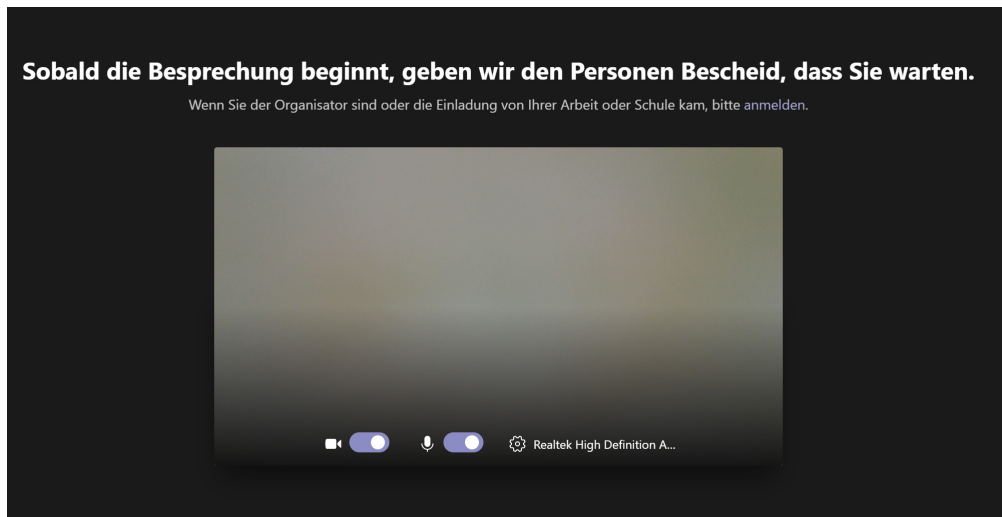 Sobald die Besprechung beginnt, geben wir den Personen Bescheid, dass Sie warten.
Wenn Sie der Organisator sind oder die Einladung von Ihrer Arbeit oder Schule kam, bitte anmelden.
Realtek High Definition A...